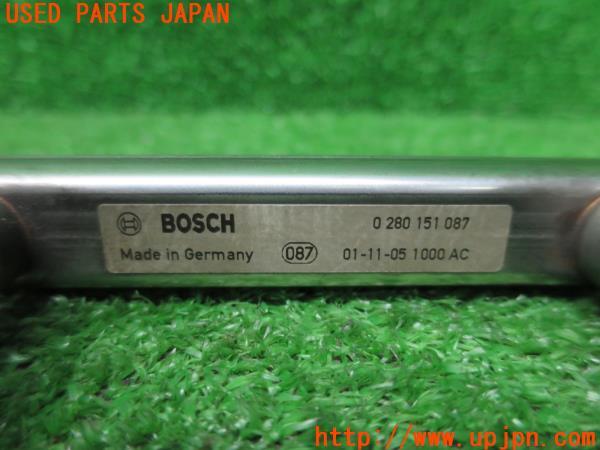 USED PARTS JAPAN
BOSCH 0 280 151 087
Made in Germany 087 01-11-05 1000 AC
http://www.upjpn.com/